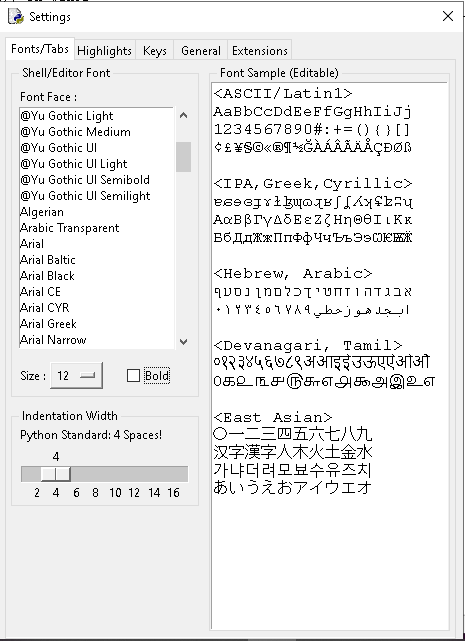 Settings
Fonts/Tabs Highlights Keys General Extensions
Shell/Editor Font
Font Face :
@Yu Gothic Light
@Yu Gothic Medium
@Yu Gothic UI
@Yu Gothic UI Light
@Yu Gothic UI Semibold
@Yu Gothic UI Semilight
Algerian
Arabic Transparent
Arial
Arial Baltic
Arial Black
Arial CE
Arial CYR
Arial Greek
Arial Narrow
Size : 12 Bold
Indentation Width
Python Standard: 4 Spaces!
4
2 4 6 8 10 12 14 16
Font Sample (Editable)
<ASCII/Latin1>
AaBbCcDdEeFfGgHhIiJj
1234567890#:+=(){}[]
¢£¥§©«®¶½ĞÀÁÂÃÄÅÇÐØß
<IPA,Greek,Cyrillic>
ΑαΒβΓγΔδΕεΖζΗηΘθΙιΚκ
<Hebrew, Arabic>
אבגדהוזחטיךכלםמןנסעף
ابجدهوزحطي٠١٢٣٤٥٦٧٨٩
<Devanagari, Tamil>
०१२३४५६७८९अआइईउऊएऐओऔ
௦௧௨௩௪௫௬௭௮௯அஇஉஎ
<East Asian>
〇一二三四五六七八九
汉字漢字人木火土金水
가냐더려모뵤수유즈치
あいうえおアイウエオ